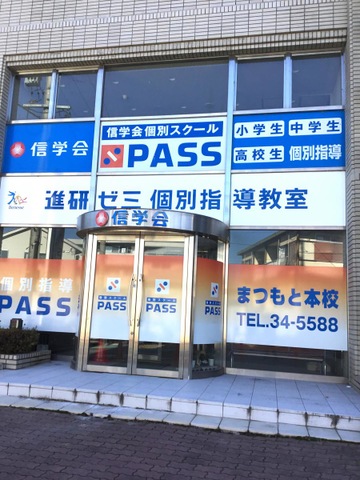 信学会
信学会個別スクール
PASS
小学生 中学生
高校生 個別指導
進研ゼミ個別指導教室
信学会
個別指導
PASS
PASS
PASS
PASS
まつもと本校
TEL.34-5588